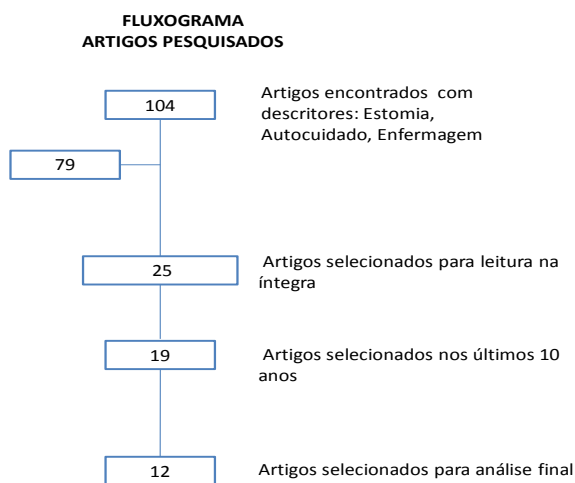 FLUXOGRAMA
ARTIGOS PESQUISADOS
104
Artigos encontrados com
descritores: Estomia,
Autocuidado, Enfermagem
79
25
Artigos selecionados para leitura na
íntegra
19
Artigos selecionados nos últimos 10
anos
12
Artigos selecionados para análise final